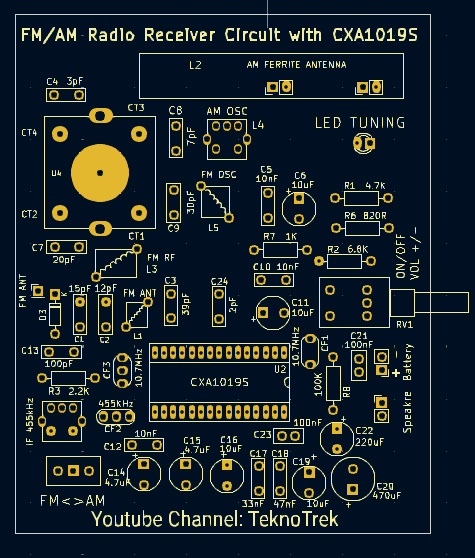 FM/AM Radio Receiver Circuit with CXA1019S
L2 AM FERRITE ANTENNA
C4 3pF
CT3
CT4
U4
CT2
CT1
C8
7pF
AM OSC
L4
LED TUNING
FM OSC
L5
30pF
C9
C5
10nF
C6
10uF
R1 4.7K
R6 820R
R7 1K
R2 6.8K
ON/OFF
VOL +/-
RV1
C7
20pF
FM RF
L3
FM ANT
D3
K
15pF
C1
12pF
C2
FM ANT
L1
C3
39pF
C24
2pF
C10 10nF
C11
10uF
C13
100pF
R3 2.2K
CF3
10.7MHz
CXA1019S
U2
10.7MHz
CF1
100K
R8
C21
100nF
-
+
Battery
Speakre
IF 455kHz
455KHz
CF2
C12
10nF
C23
100nF
C22
220uF
FM<>AM
C14
4.7uF
C15
4.7uF
C16
10uF
C17
33nF
C18
47nF
C19
10uF
C20
470uF
Youtube Channel: TeknoTrek